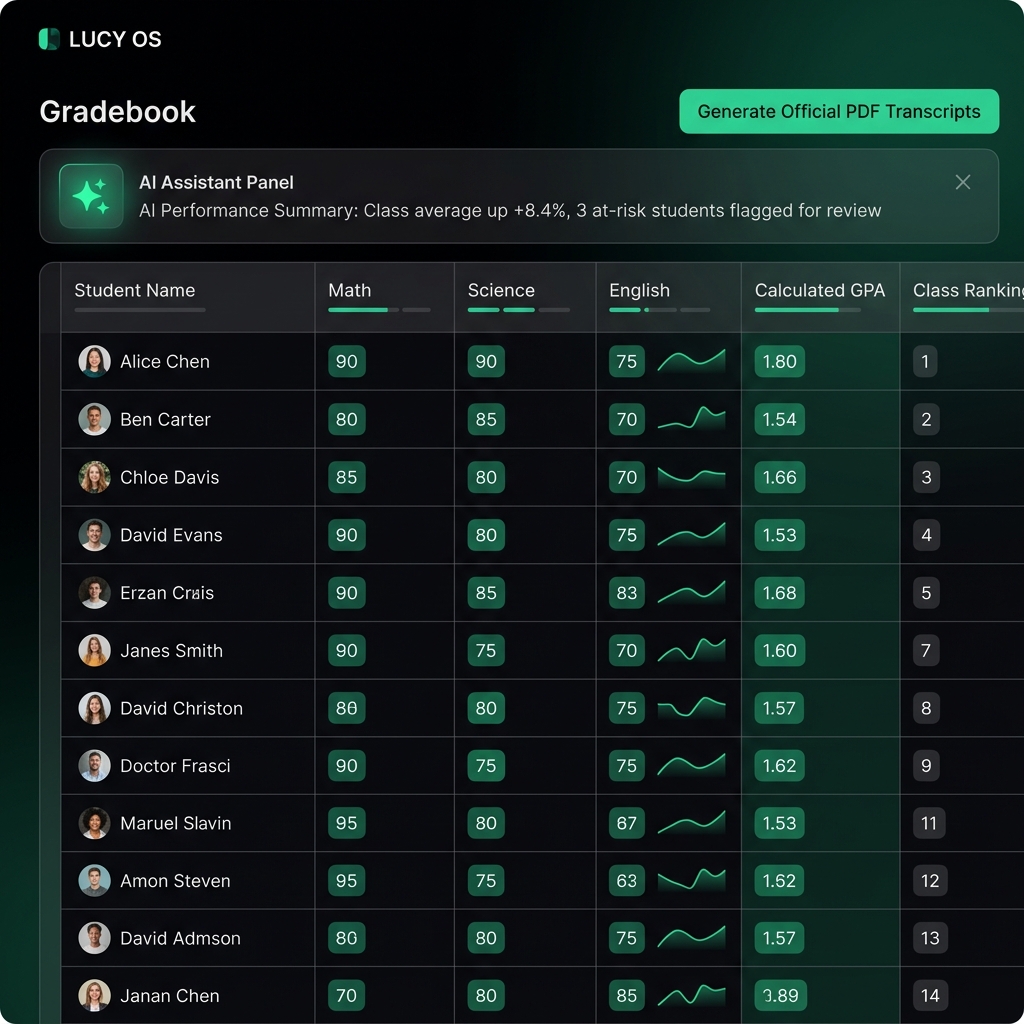 LUCY OS
Gradebook
Generate Official PDF Transcripts
AI Assistant Panel
AI Performance Summary: Class average up +8.4%, 3 at-risk students flagged for review
Student Name Math Science English Calculated GPA Class Ranking
Alice Chen 90 90 75 1.80 1
Ben Carter 80 85 70 1.54 2
Chloe Davis 85 80 70 1.66 3
David Evans 90 80 75 1.53 4
Erzan 90 85 83 1.68 5
Janes Smith 90 75 70 1.60 7
David Christon 80 75 1.57 8
Doctor Frasci 90 75 75 1.62 9
Maruel Slavin 95 80 67 1.53 11
Amon Steven 95 75 63 1.62 12
David Admson 80 75 1.57 13
Janan Chen 70 80 85 14